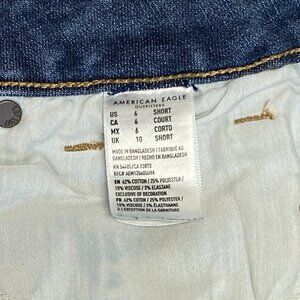 AMERICAN EAGLE
OUTFITTERS
US 6 SHORT
CA 6 COURT
MX 6 CORTO
UK 10 SHORT
MADE IN BANGLADESH / FABRIQUÉ AU
BANGLADESH / HECHO EN BANGLADESH
EN 62% COTTON / 25% POLYESTER /
10% VISCOSE / 3% ELASTANE
EXCLUSIVE OF DECORATION
FR 62% COTON / 25% POLYESTER /
10% VISCOSE / 3% ÉLASTHANNE
À L'EXCEPTION DE LA GARNITURE